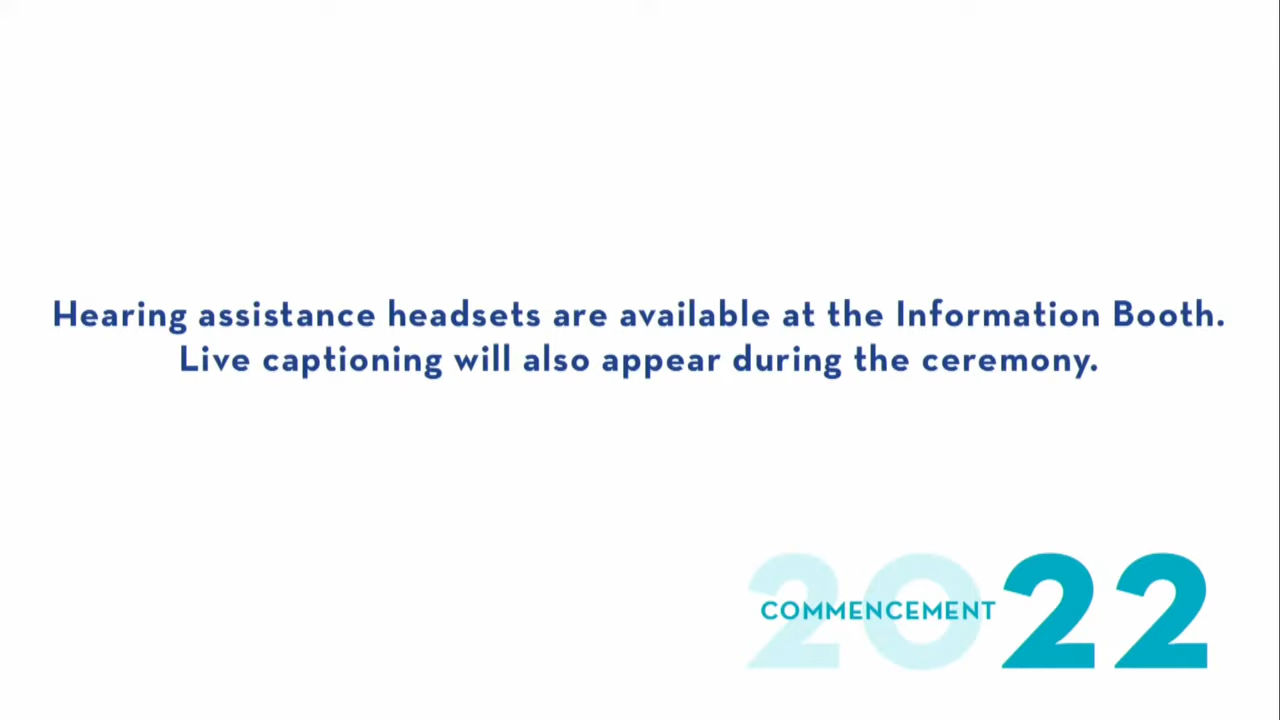 Hearing assistance headsets are available at the Information Booth.
Live captioning will also appear during the ceremony.
COMMENCEMENT
2022